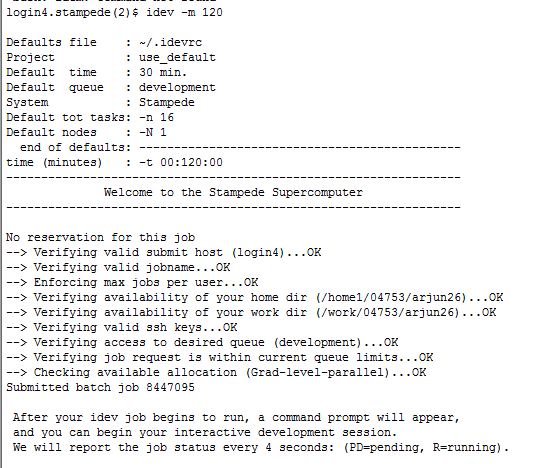 login4.stampede(2)$ idev -m 120
Defaults file    : ~/.idevrc
Project          : use_default
Default  time    : 30 min.
Default  queue   : development
System           : Stampede
Default tot tasks: -n 16
Default nodes    : -N 1
  end of defaults: -----------------------------------------------
time (minutes)   : -t 00:120:00
------------------------------------------------------------------
              Welcome to the Stampede Supercomputer
------------------------------------------------------------------
No reservation for this job
--> Verifying valid submit host (login4)...OK
--> Verifying valid jobname...OK
--> Enforcing max jobs per user...OK
--> Verifying availability of your home dir (/home1/04753/arjun26)...OK
--> Verifying availability of your work dir (/work/04753/arjun26)...OK
--> Verifying valid ssh keys...OK
--> Verifying access to desired queue (development)...OK
--> Verifying job request is within current queue limits...OK
--> Checking available allocation (Grad-level-parallel)...OK
Submitted batch job 8447095
 After your idev job begins to run, a command prompt will appear,
 and you can begin your interactive development session.
 We will report the job status every 4 seconds: (PD=pending, R=running).